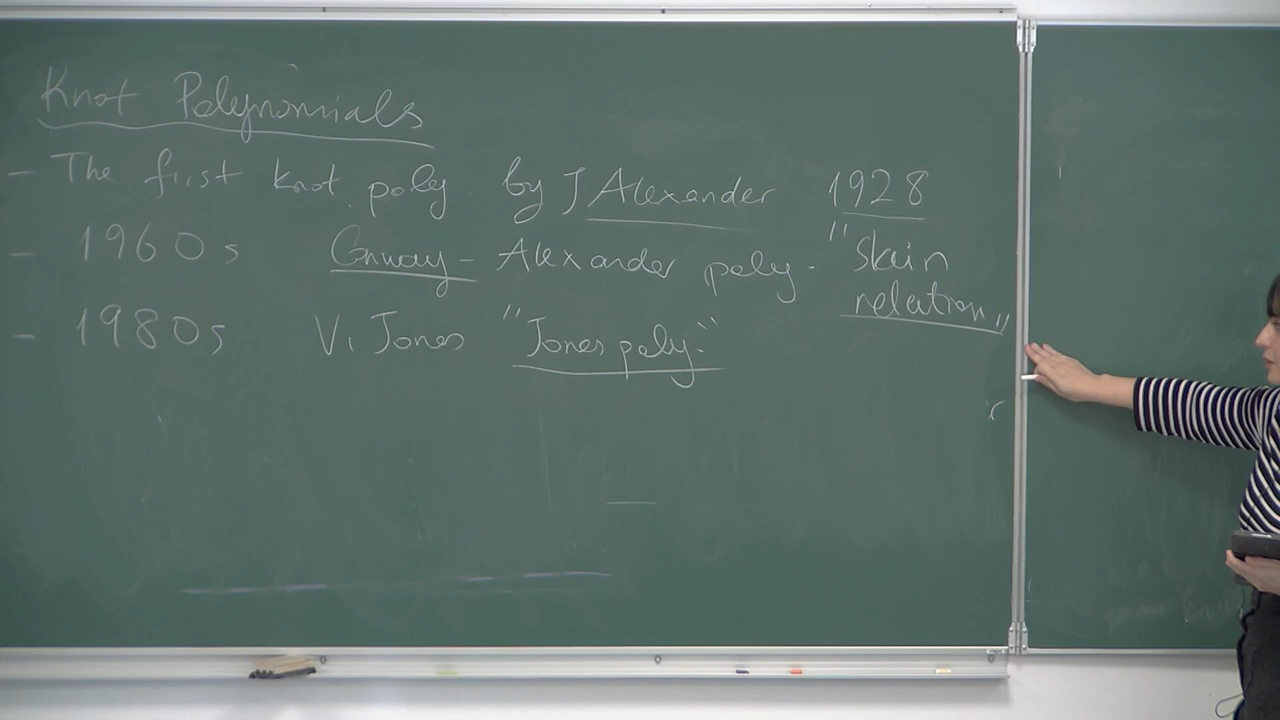 Knot Polynomials
- The first knot poly. by J Alexander 1928
- 1960s Conway - Alexander poly. "Skein
relation"
- 1980s V. Jones "Jones poly."